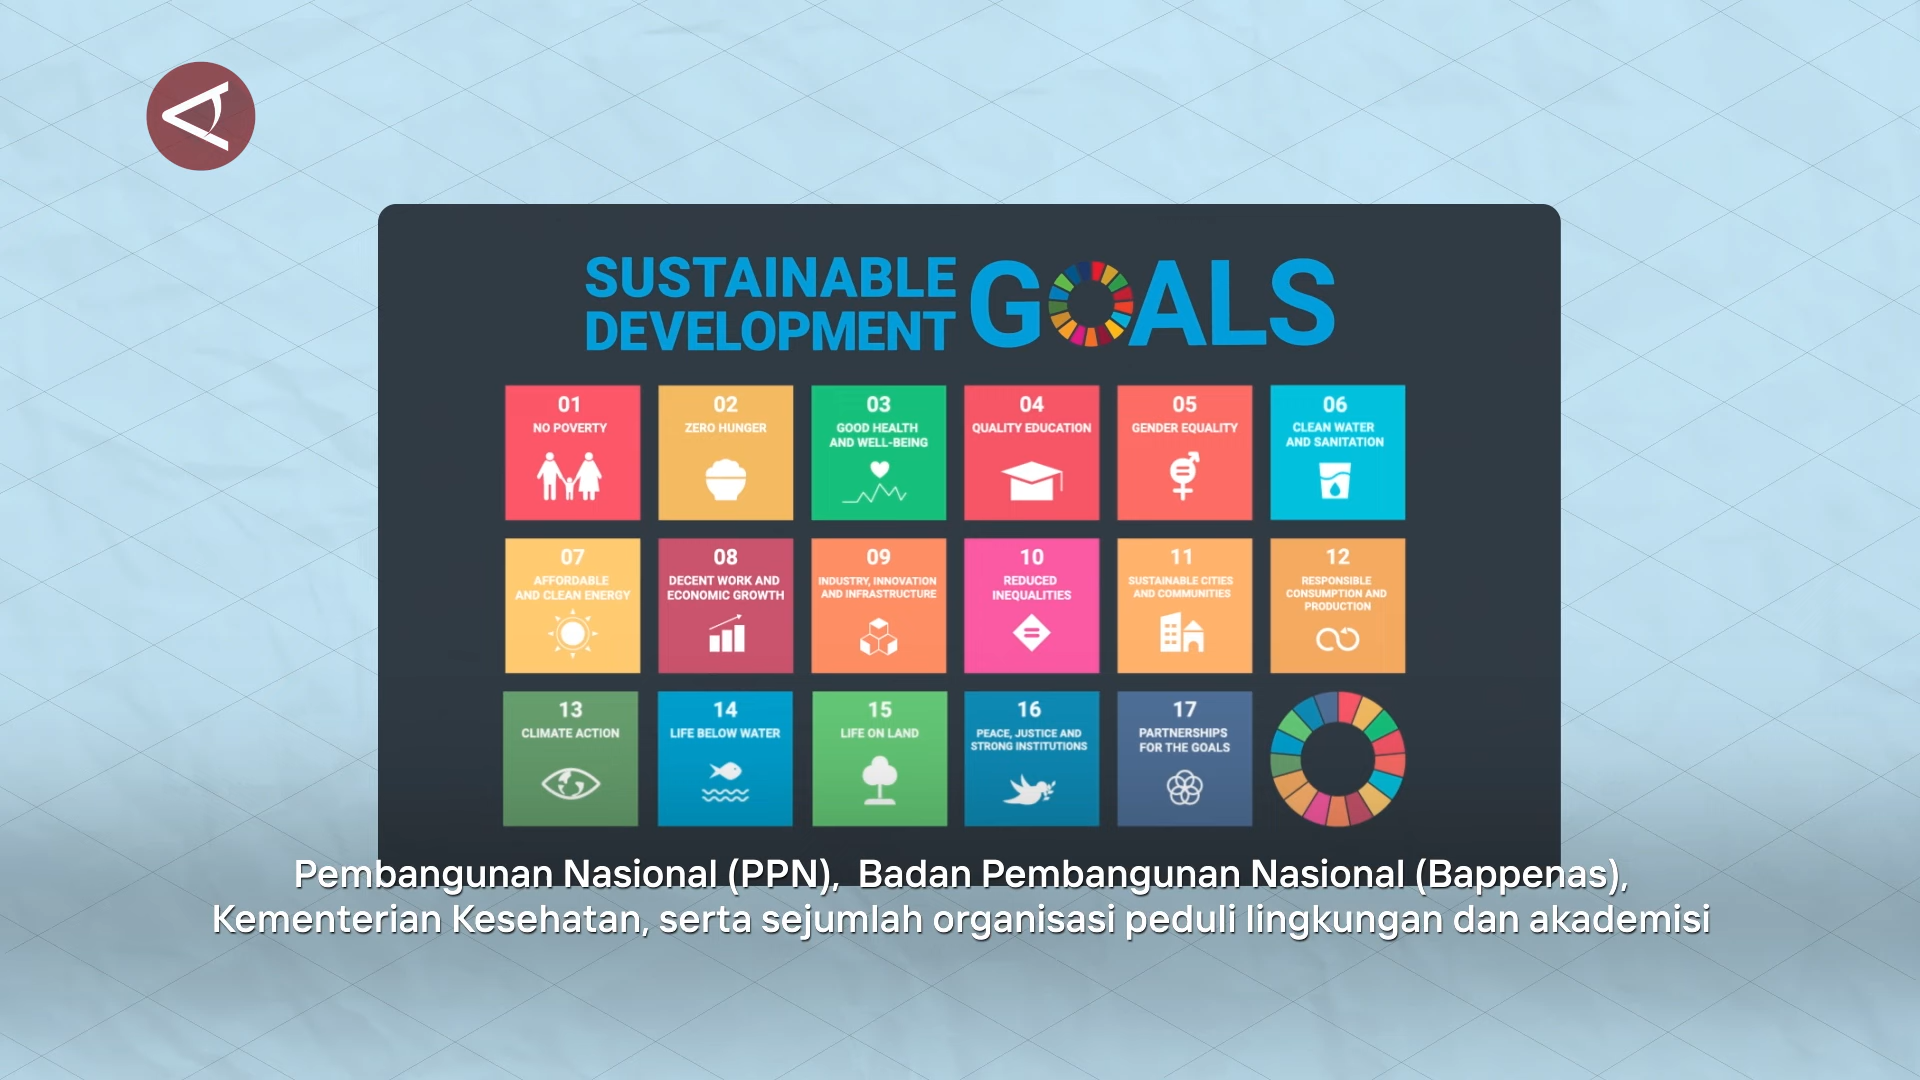 SUSTAINABLE
DEVELOPMENT
GOALS
01
NO POVERTY
02
ZERO HUNGER
03
GOOD HEALTH
AND WELL-BEING
04
QUALITY EDUCATION
05
GENDER EQUALITY
06
CLEAN WATER
AND SANITATION
07
AFFORDABLE
AND CLEAN ENERGY
08
DECENT WORK AND
ECONOMIC GROWTH
09
INDUSTRY, INNOVATION
AND INFRASTRUCTURE
10
REDUCED
INEQUALITIES
11
SUSTAINABLE CITIES
AND COMMUNITIES
12
RESPONSIBLE
CONSUMPTION AND
PRODUCTION
13
CLIMATE ACTION
14
LIFE BELOW WATER
15
LIFE ON LAND
16
PEACE, JUSTICE AND
STRONG INSTITUTIONS
17
PARTNERSHIPS
FOR THE GOALS
Pembangunan Nasional (PPN), Badan Pembangunan Nasional (Bappenas),
Kementerian Kesehatan, serta sejumlah organisasi peduli lingkungan dan akademisi